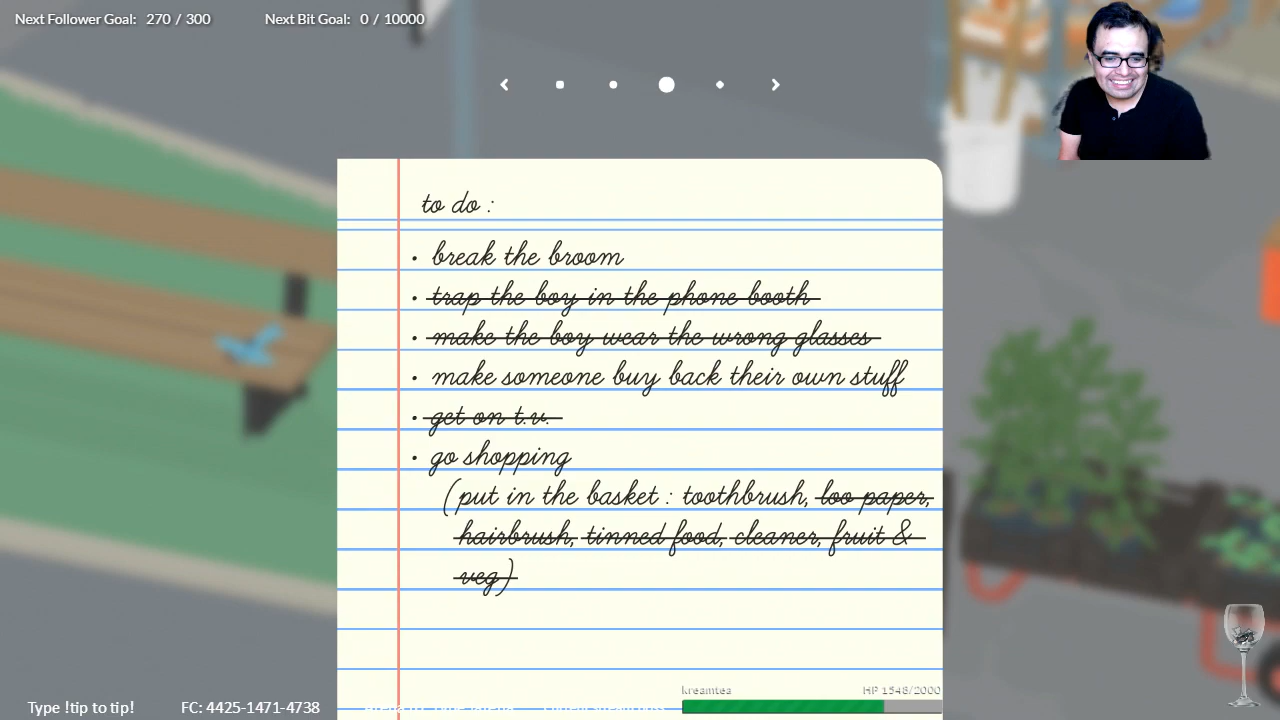 Next Follower Goal: 270 / 300 Next Bit Goal: 0 / 10000
to do :
• break the broom
• trap the boy in the phone booth
• make the boy wear the wrong glasses
• make someone buy back their own stuff
• get on t.v.
• go shopping
(put in the basket : toothbrush, loo paper,
hairbrush, tinned food, cleaner, fruit &
veg)
kreamtea HP 1548/2000
Type !tip to tip! FC: 4425-1471-4738